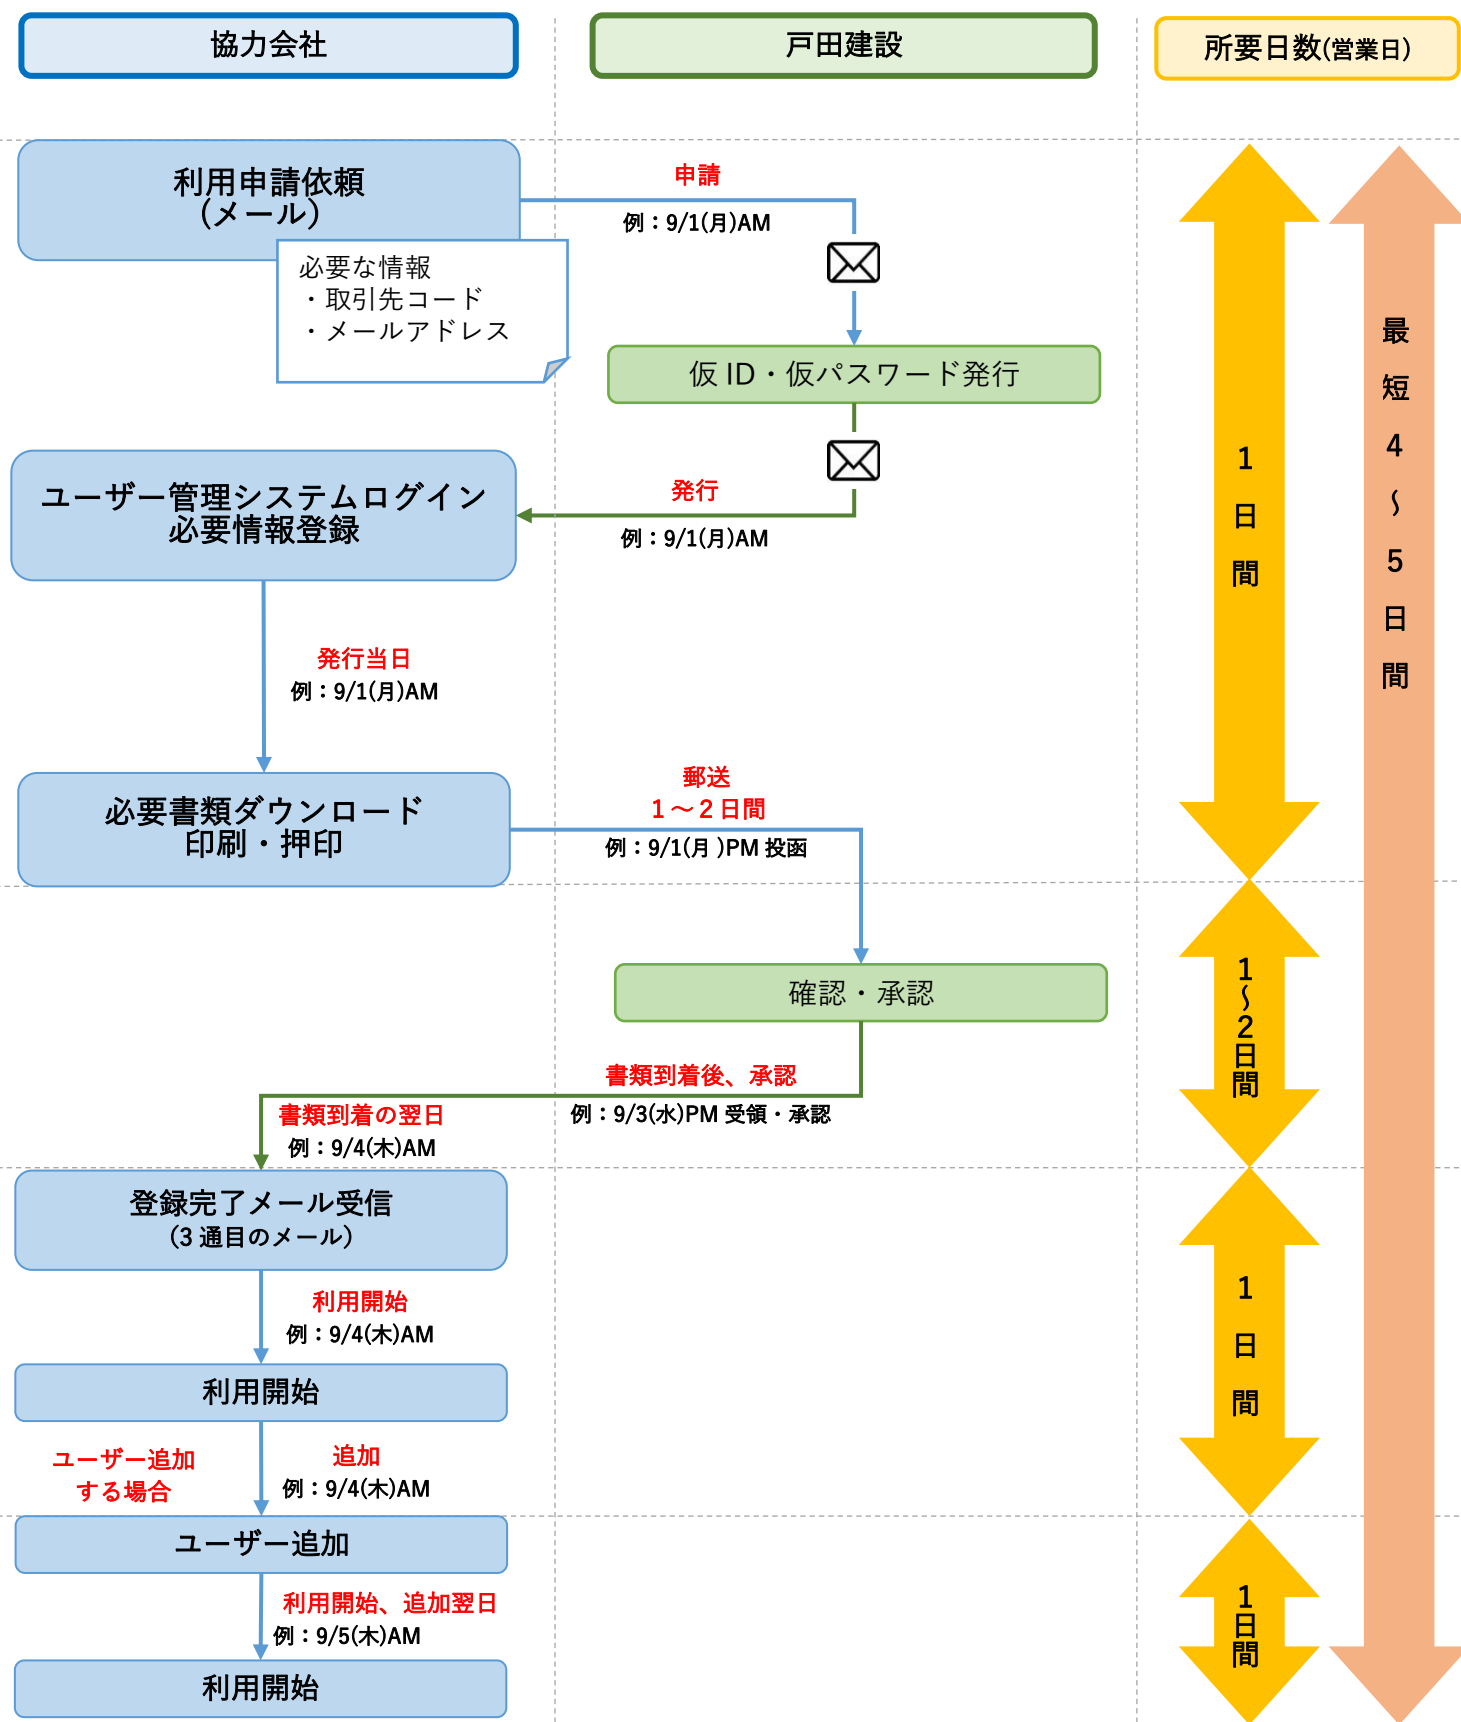 協力会社
戸田建設
所要日数(営業日)
利用申請依頼
（メール）
申請
例：9/1(月)AM
必要な情報
・取引先コード
・メールアドレス
仮 ID・仮パスワード発行
ユーザー管理システムログイン
必要情報登録
発行
例：9/1(月)AM
発行当日
例：9/1(月)AM
必要書類ダウンロード
印刷・押印
郵送
1 ～ 2 日間
例：9/1(月 )PM 投函
1日間
最短4～5日間
確認・承認
書類到着後、承認
例：9/3(水)PM 受領・承認
書類到着の翌日
例：9/4(木)AM
1～2日間
登録完了メール受信
（3 通目のメール）
利用開始
例：9/4(木)AM
利用開始
ユーザー追加
する場合
追加
例：9/4(木)AM
1日間
ユーザー追加
利用開始、追加翌日
例：9/5(木)AM
利用開始
1日間